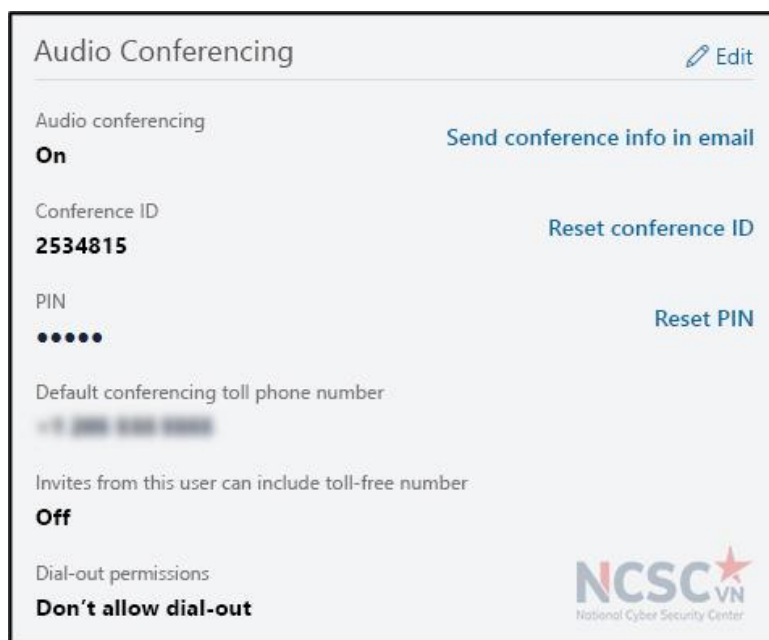 Audio Conferencing
Edit
Audio conferencing
On
Send conference info in email
Conference ID
2534815
Reset conference ID
PIN
•••••
Reset PIN
Default conferencing toll phone number
Invites from this user can include toll-free number
Off
Dial-out permissions
Don't allow dial-out
NCSC VN
National Cyber Security Center